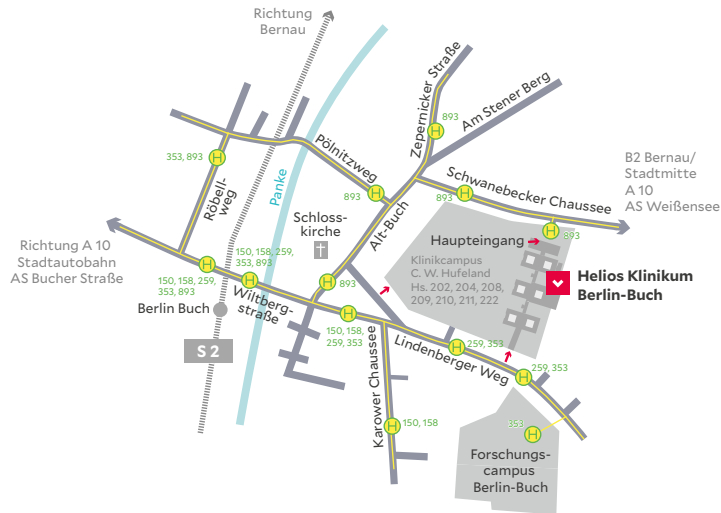 Richtung
Bernau
Zepernicker Straße
Am Stener Berg
893
353, 893
Pölnitzweg
Panke
B2 Bernau/
Stadtmitte
A 10
AS Weißensee
Schwanebecker Chaussee
893
893
893
Röbell-
weg
Schloss-
kirche
Alt-Buch
Haupteingang
Richtung A 10
Stadtautobahn
AS Bucher Straße
150, 158, 259,
353, 893
150, 158, 259,
353, 893
Klinikcampus
C. W. Hufeland
Hs. 202, 204, 208,
209, 210, 211, 222
Helios Klinikum
Berlin-Buch
893
Wiltberg-
straße
Berlin Buch
S 2
150, 158,
259, 353
Karower Chaussee
Lindenberger Weg
259, 353
259, 353
150, 158
353
Forschungs-
campus
Berlin-Buch
H
H
H
H
H
H
H
H
H
H
H
H
H